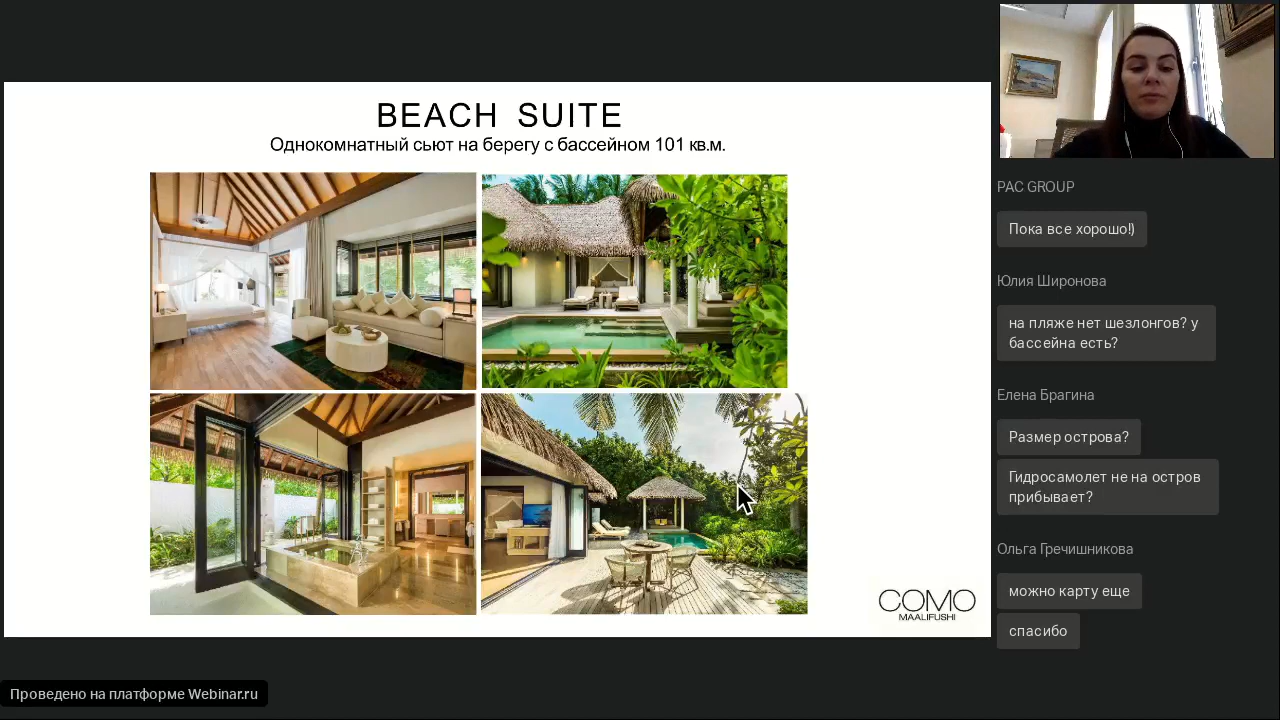 BEACH SUITE
Однокомнатный сьют на берегу с бассейном 101 кв.м.
COMO
MAALIFUSHI
PAC GROUP
Пока все хорошо!)
Юлия Широнова
на пляже нет шезлонгов? у
бассейна есть?
Елена Брагина
Размер острова?
Гидросамолет не на остров
прибывает?
Ольга Гречишникова
можно карту еще
спасибо
Проведено на платформе Webinar.ru